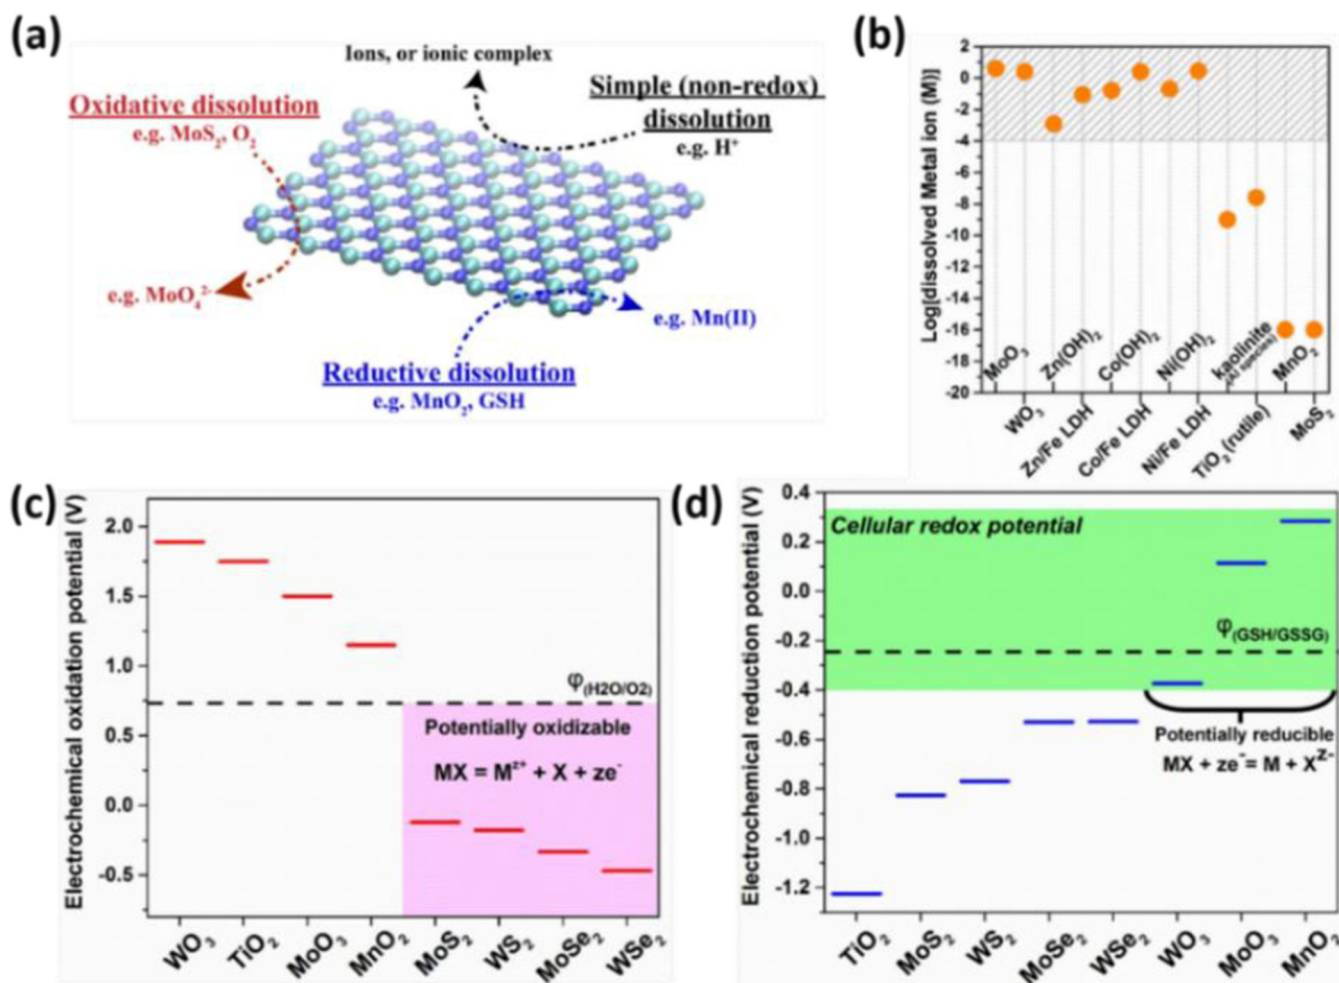 (a)
Ions, or ionic complex
Oxidative dissolution
e.g. MoS₂, O₂
Simple (non-redox)
dissolution
e.g. H⁺
e.g. MoO₄²⁻
e.g. Mn(II)
Reductive dissolution
e.g. MnO₂, GSH
(b)
Log[dissolved Metal ion (M)]
2
0
-2
-4
-6
-8
-10
-12
-14
-16
-18
-20
MoO₃
WO₃
Zn(OH)₂
Zn/Fe LDH
Co(OH)₂
Co/Fe LDH
Ni(OH)₂
Ni/Fe LDH
kaolinite
(Al species)
TiO₂ (rutile)
MnO₂
MoS₂
(c)
Electrochemical oxidation potential (V)
2.0
1.5
1.0
0.5
0.0
-0.5
φ(H2O/O2)
Potentially oxidizable
MX = Mᶻ⁺ + X + ze⁻
WO₃
TiO₂
MoO₃
MnO₂
MoS₂
WS₂
MoSe₂
WSe₂
(d)
Electrochemical reduction potential (V)
0.4
0.2
0.0
-0.2
-0.4
-0.6
-0.8
-1.0
-1.2
Cellular redox potential
φ(GSH/GSSG)
Potentially reducible
MX + ze⁻= M + Xᶻ⁻
TiO₂
MoS₂
WS₂
MoSe₂
WSe₂
WO₃
MoO₃
MnO₂